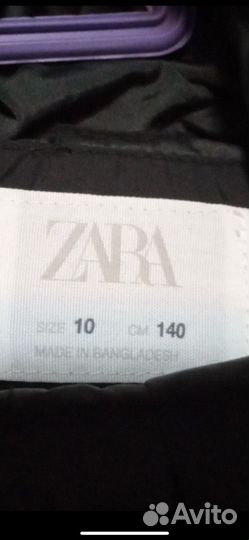 ZARA
SIZE 10 CM 140
MADE IN BANGLADESH
Avito